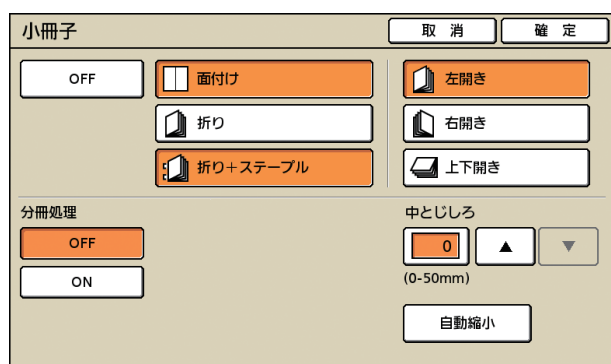 小冊子
取 消
確 定
OFF
面付け
左開き
折り
右開き
折り+ステープル
上下開き
分冊処理
中とじしろ
OFF
0
▲
▼
ON
(0-50mm)
自動縮小